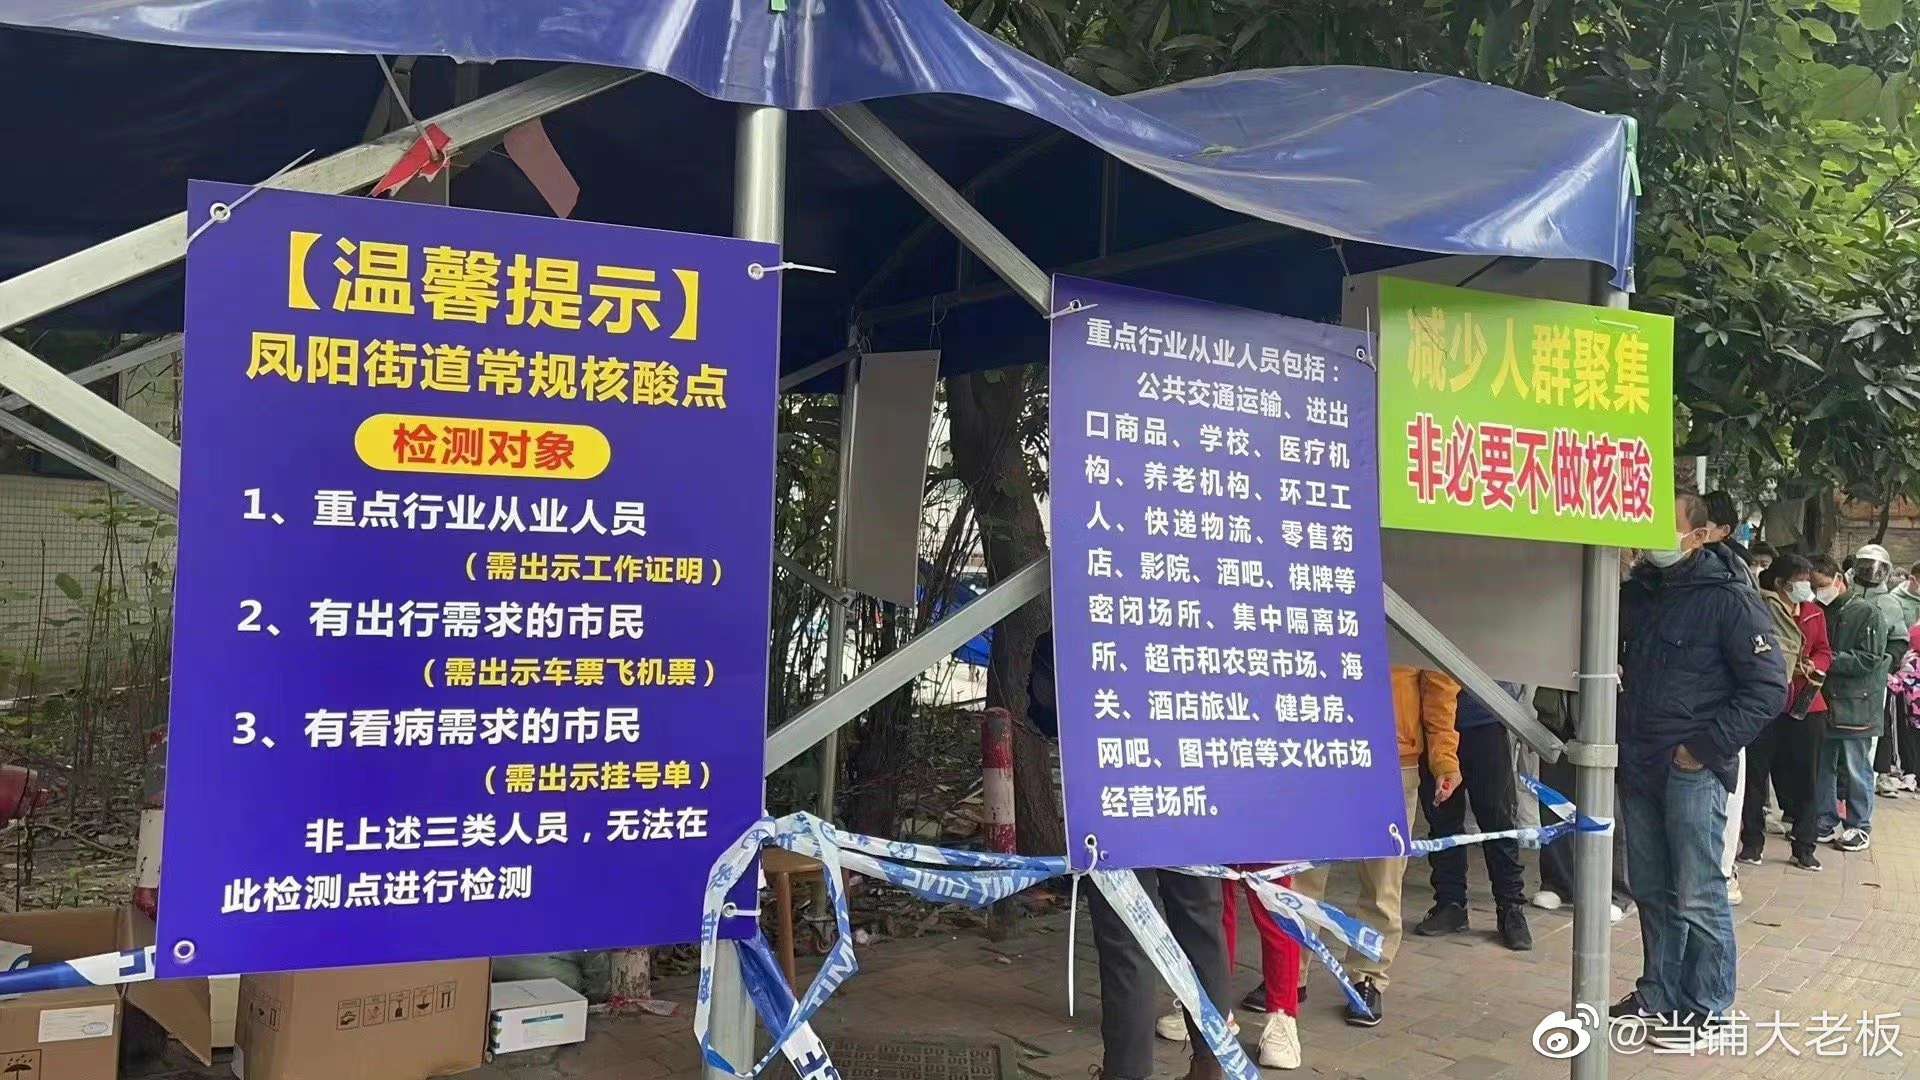 【温馨提示】
凤阳街道常规核酸点
检测对象
1、重点行业从业人员
（需出示工作证明）
2、有出行需求的市民
（需出示车票飞机票）
3、有看病需求的市民
（需出示挂号单）
非上述三类人员，无法在
此检测点进行检测
重点行业从业人员包括：
公共交通运输、进出
口商品、学校、医疗机
构、养老机构、环卫工
人、快递物流、零售药
店、影院、酒吧、棋牌等
密闭场所、集中隔离场
所、超市和农贸市场、海
关、酒店旅业、健身房、
网吧、图书馆等文化市场
经营场所。
减少人群聚集
非必要不做核酸
@当铺大老板